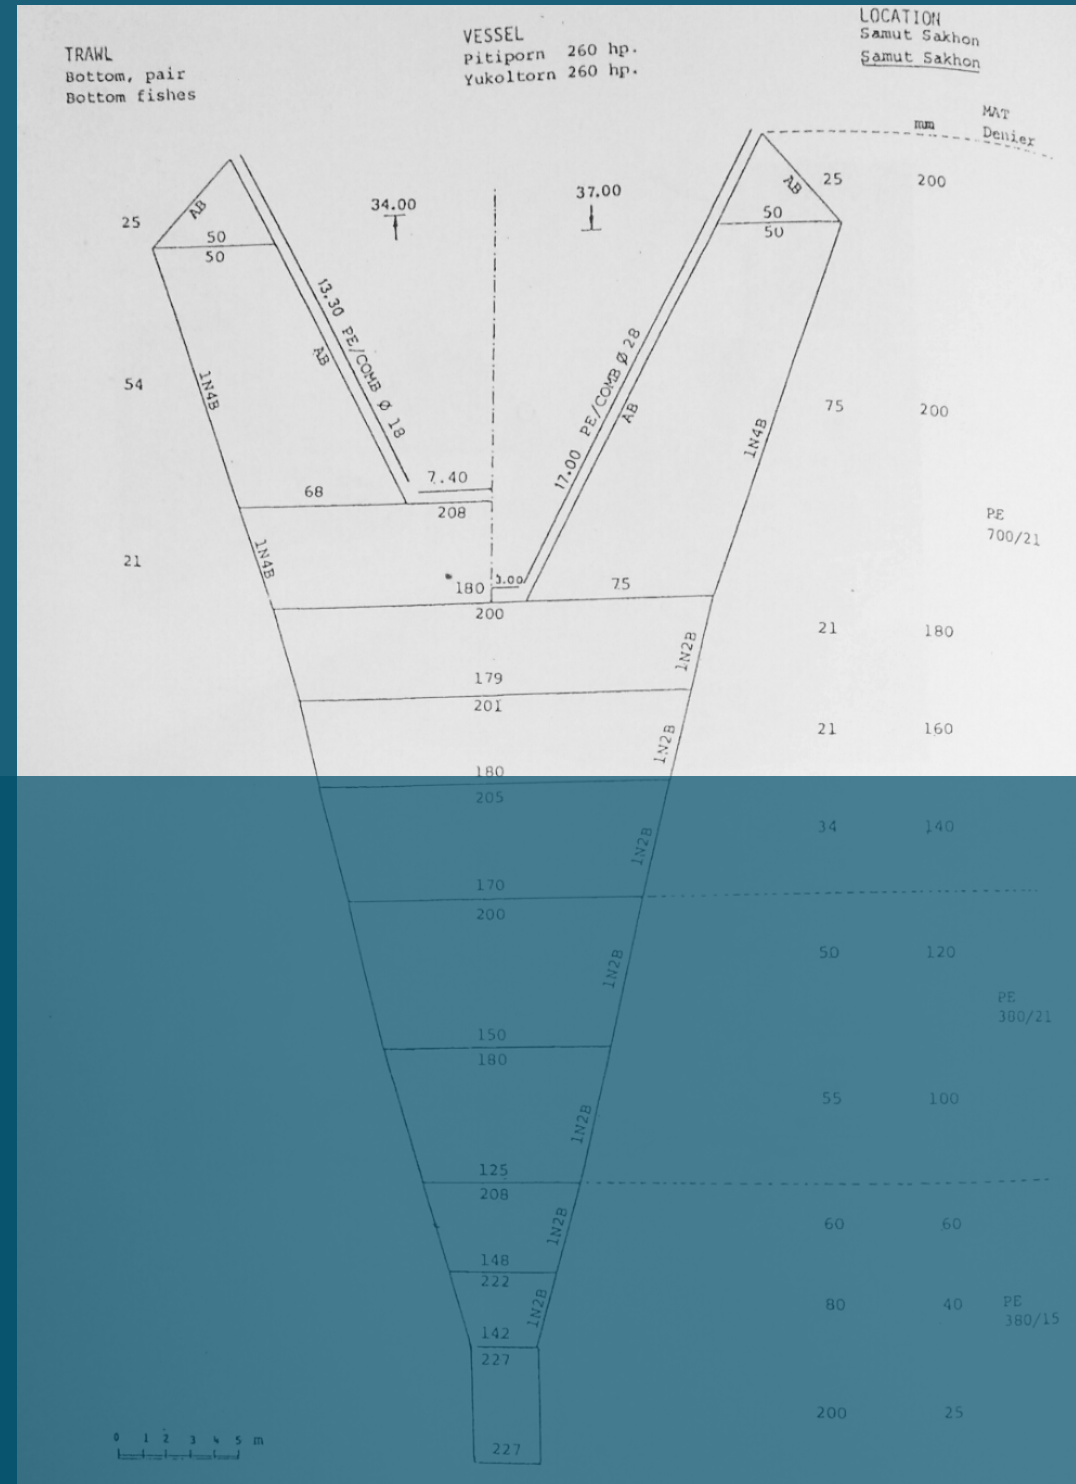 TRAWL
Bottom, pair
Bottom fishes
VESSEL
Pitiporn 260 hp.
Yukoltorn 260 hp.
LOCATION
Samut Sakhon
Samut Sakhon
mm
MAT
Denier
25
AB
50
50
34.00
37.00
AB
50
50
25
200
54
1N4B
13.30 PE/COMB Ø 18
AB
17.00 PE/COMB Ø 28
AB
1N4B
75
200
68
7.40
208
PE
700/21
21
1N4B
180
3.00
75
200
1N2B
21
180
179
201
1N2B
21
160
180
205
1N2B
34
140
170
200
1N2B
50
120
PE
380/21
150
180
1N2B
55
100
125
208
1N2B
60
60
148
222
1N2B
80
40
PE
380/15
142
227
200
25
227
0 1 2 3 4 5 m